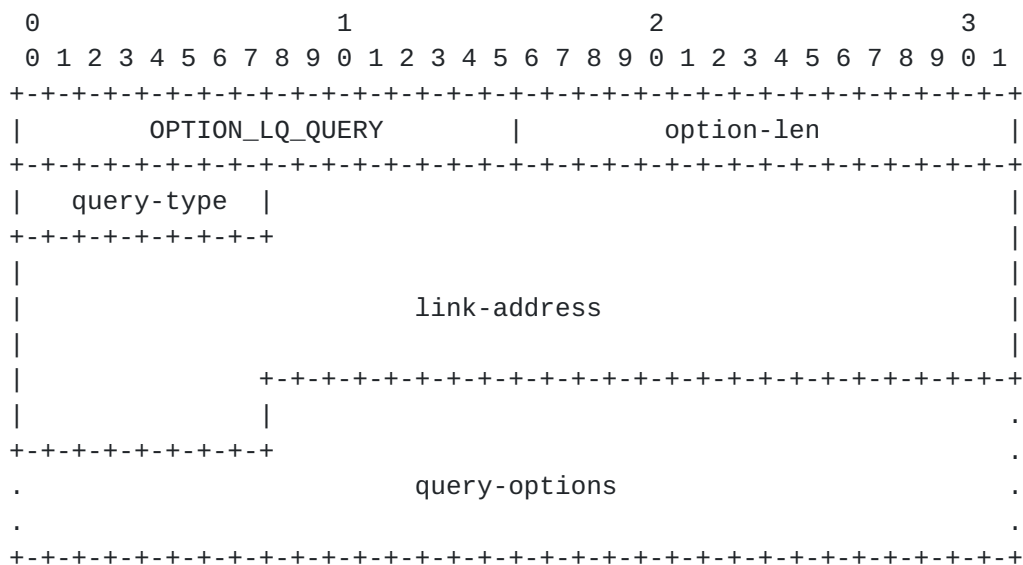 0                   1                   2                   3
 0 1 2 3 4 5 6 7 8 9 0 1 2 3 4 5 6 7 8 9 0 1 2 3 4 5 6 7 8 9 0 1
+-+-+-+-+-+-+-+-+-+-+-+-+-+-+-+-+-+-+-+-+-+-+-+-+-+-+-+-+-+-+-+-+
|        OPTION_LQ_QUERY        |         option-len            |
+-+-+-+-+-+-+-+-+-+-+-+-+-+-+-+-+-+-+-+-+-+-+-+-+-+-+-+-+-+-+-+-+
|   query-type  |                                               |
+-+-+-+-+-+-+-+-+                                               |
|                                                               |
|                         link-address                          |
|                                                               |
|               +-+-+-+-+-+-+-+-+-+-+-+-+-+-+-+-+-+-+-+-+-+-+-+-+
|               |                                               .
+-+-+-+-+-+-+-+-+                                               .
.                         query-options                         .
.                                                               .
+-+-+-+-+-+-+-+-+-+-+-+-+-+-+-+-+-+-+-+-+-+-+-+-+-+-+-+-+-+-+-+-+